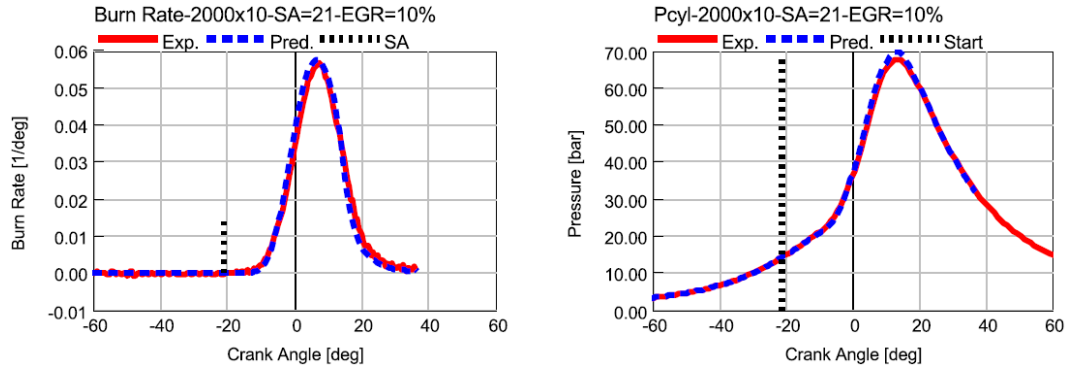 Burn Rate-2000x10-SA=21-EGR=10%
Exp. Pred. SA
0.06
0.05
0.04
0.03
0.02
0.01
0.00
-0.01
-60 -40 -20 0 20 40 60
Burn Rate [1/deg]
Crank Angle [deg]
Pcyl-2000x10-SA=21-EGR=10%
Exp. Pred. Start
70.00
60.00
50.00
40.00
30.00
20.00
10.00
0.00
-60 -40 -20 0 20 40 60
Pressure [bar]
Crank Angle [deg]